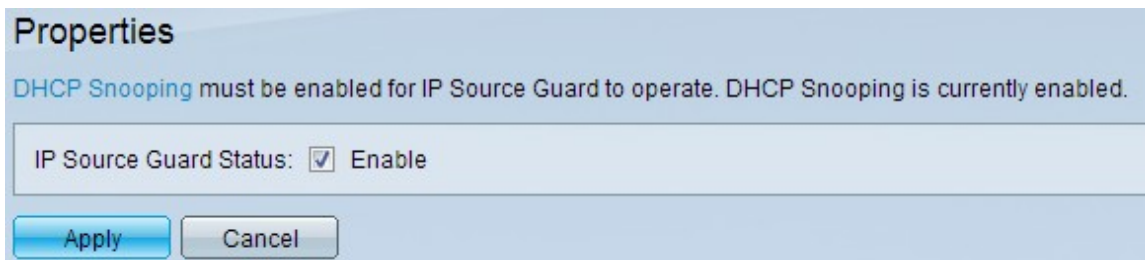 Properties
DHCP Snooping must be enabled for IP Source Guard to operate. DHCP Snooping is currently enabled.
IP Source Guard Status: Enable
Apply Cancel